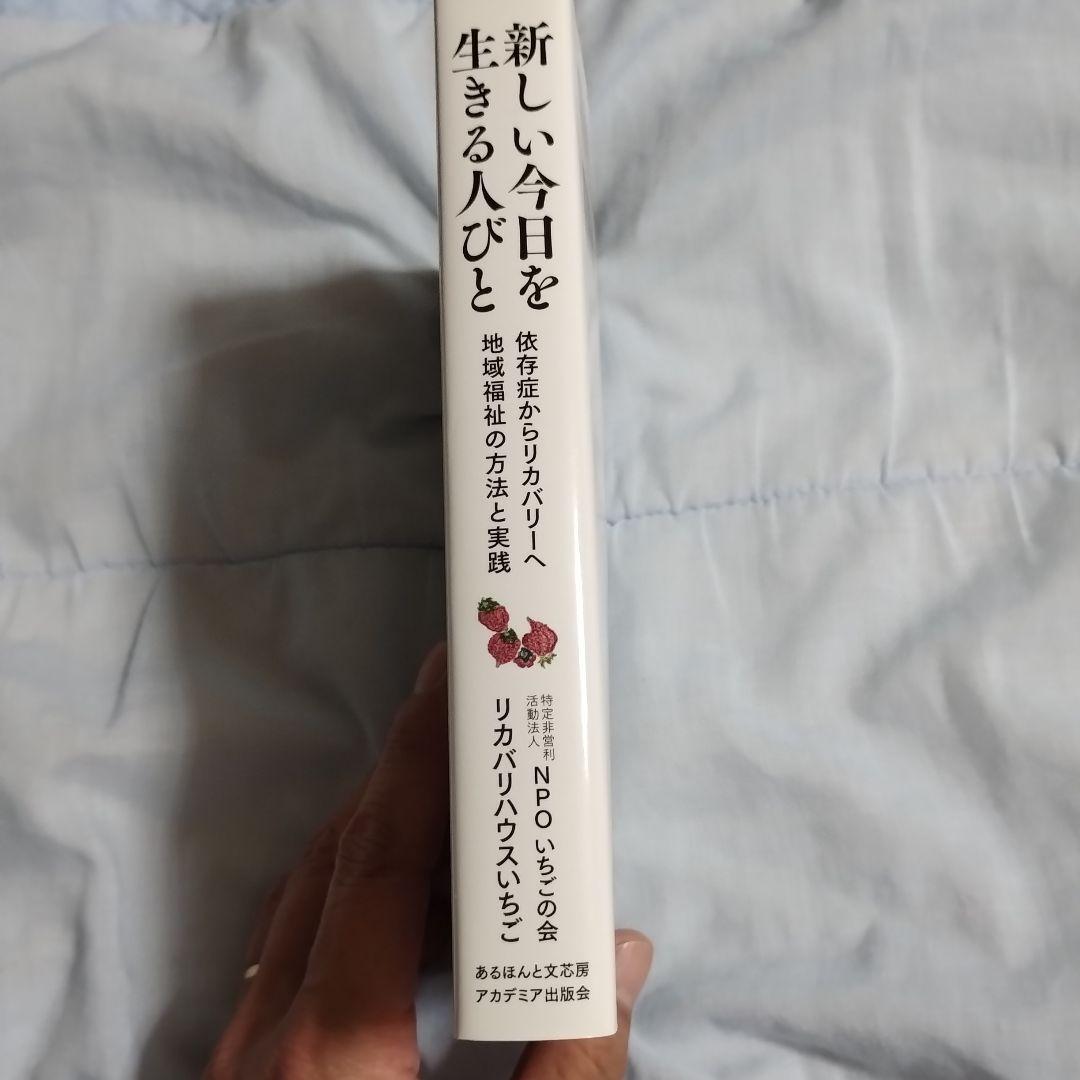 新しい今日を
生きる人びと
依存症からリカバリーへ
地域福祉の方法と実践
特定非営利
活動法人
NPOいちごの会
リカバリハウスいちご
あるほんと文芯房
アカデミア出版会